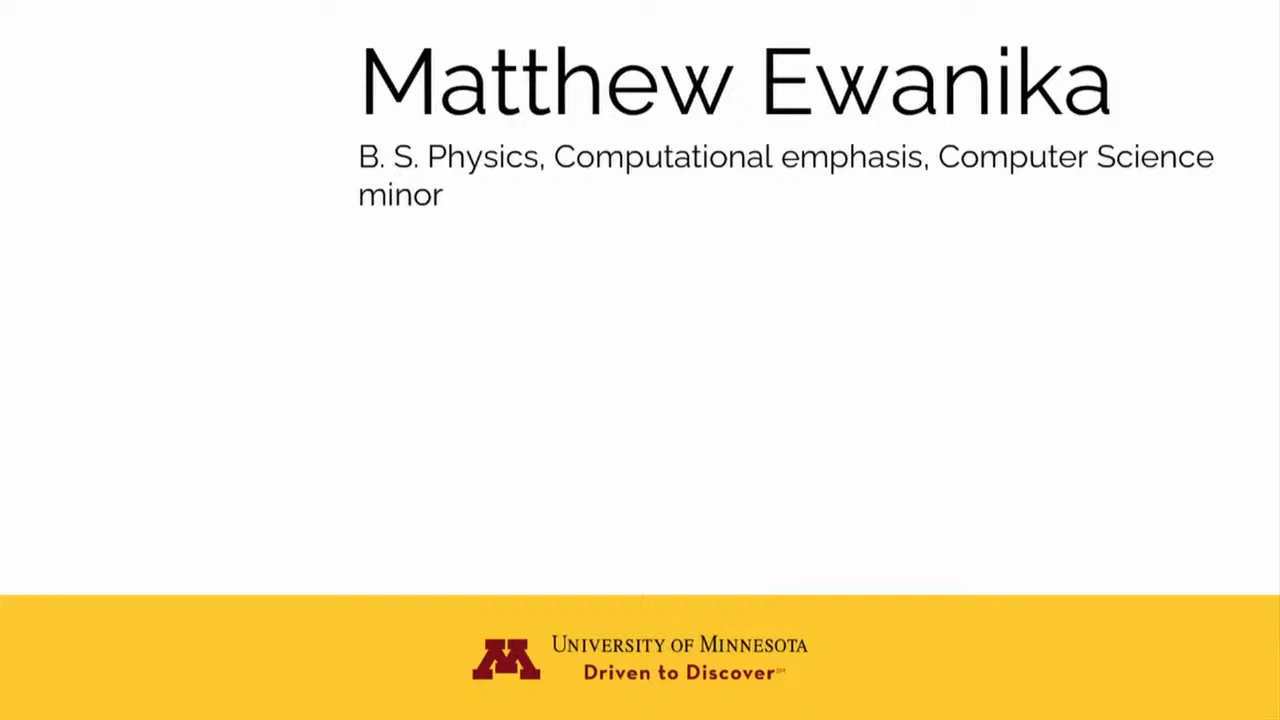 Matthew Ewanika
B. S. Physics, Computational emphasis, Computer Science
minor
M
UNIVERSITY OF MINNESOTA
Driven to Discover℠